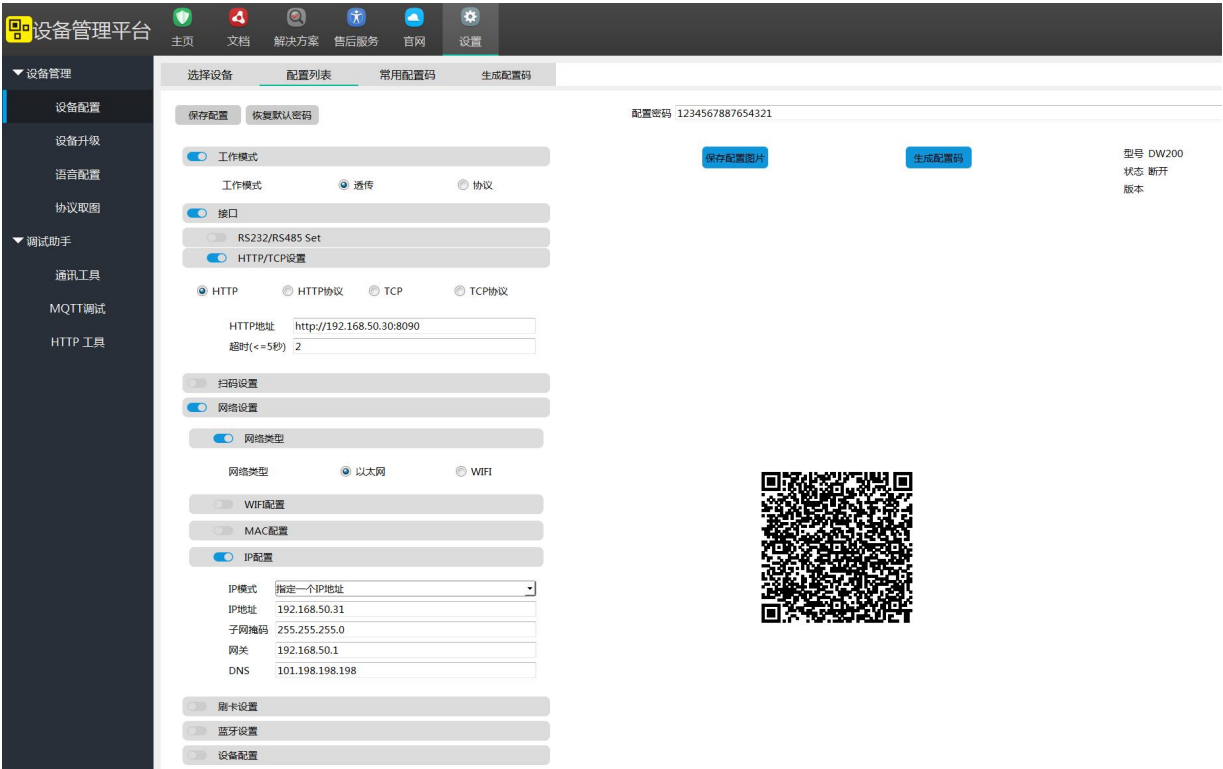 设备管理平台
主页 文档 解决方案 售后服务 官网 设置
设备管理
设备配置
设备升级
语音配置
协议取图
调试助手
通讯工具
MQTT调试
HTTP 工具
选择设备 配置列表 常用配置码 生成配置码
保存配置 恢复默认密码
配置密码 1234567887654321
保存配置图片 生成配置码
型号 DW200
状态 断开
版本
工作模式
工作模式 透传 协议
接口
RS232/RS485 Set
HTTP/TCP设置
HTTP HTTP协议 TCP TCP协议
HTTP地址 http://192.168.50.30:8090
超时(<=5秒) 2
扫码设置
网络设置
网络类型
网络类型 以太网 WIFI
WIFI配置
MAC配置
IP配置
IP模式 指定一个IP地址
IP地址 192.168.50.31
子网掩码 255.255.255.0
网关 192.168.50.1
DNS 101.198.198.198
刷卡设置
蓝牙设置
设备配置